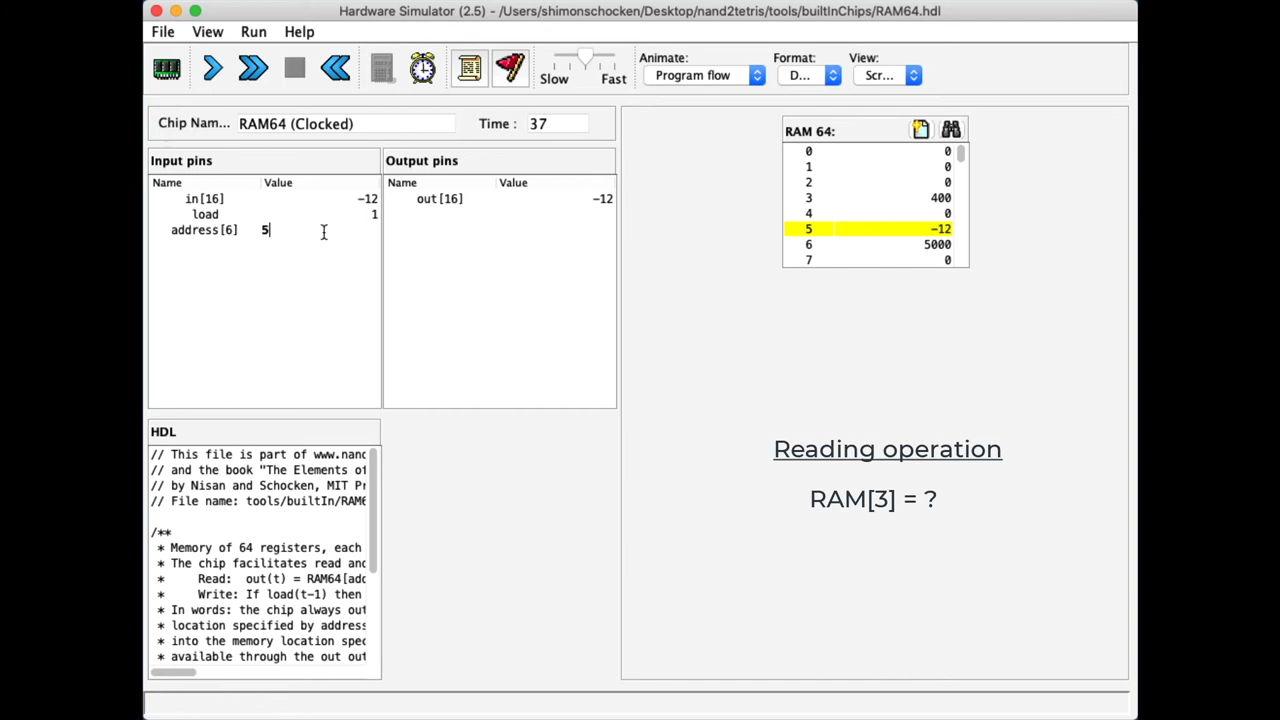 Hardware Simulator (2.5) - /Users/shimonschocken/Desktop/nand2tetris/tools/builtInChips/RAM64.hdl
File View Run Help
Slow Fast
Animate:
Program flow
Format:
D...
View:
Scr...
Chip Nam... RAM64 (Clocked)
Time : 37
Input pins
Name Value
in[16] -12
load 1
address[6] 5
Output pins
Name Value
out[16] -12
RAM 64:
0 0
1 0
2 0
3 400
4 0
5 -12
6 5000
7 0
HDL
// This file is part of www.nand
// and the book "The Elements of
// by Nisan and Schocken, MIT Pr
// File name: tools/builtIn/RAM6
/**
* Memory of 64 registers, each
* The chip facilitates read and
* Read: out(t) = RAM64[add
* Write: If load(t-1) then
* In words: the chip always out
* location specified by address
* into the memory location spec
* available through the out out
Reading operation
RAM[3] = ?